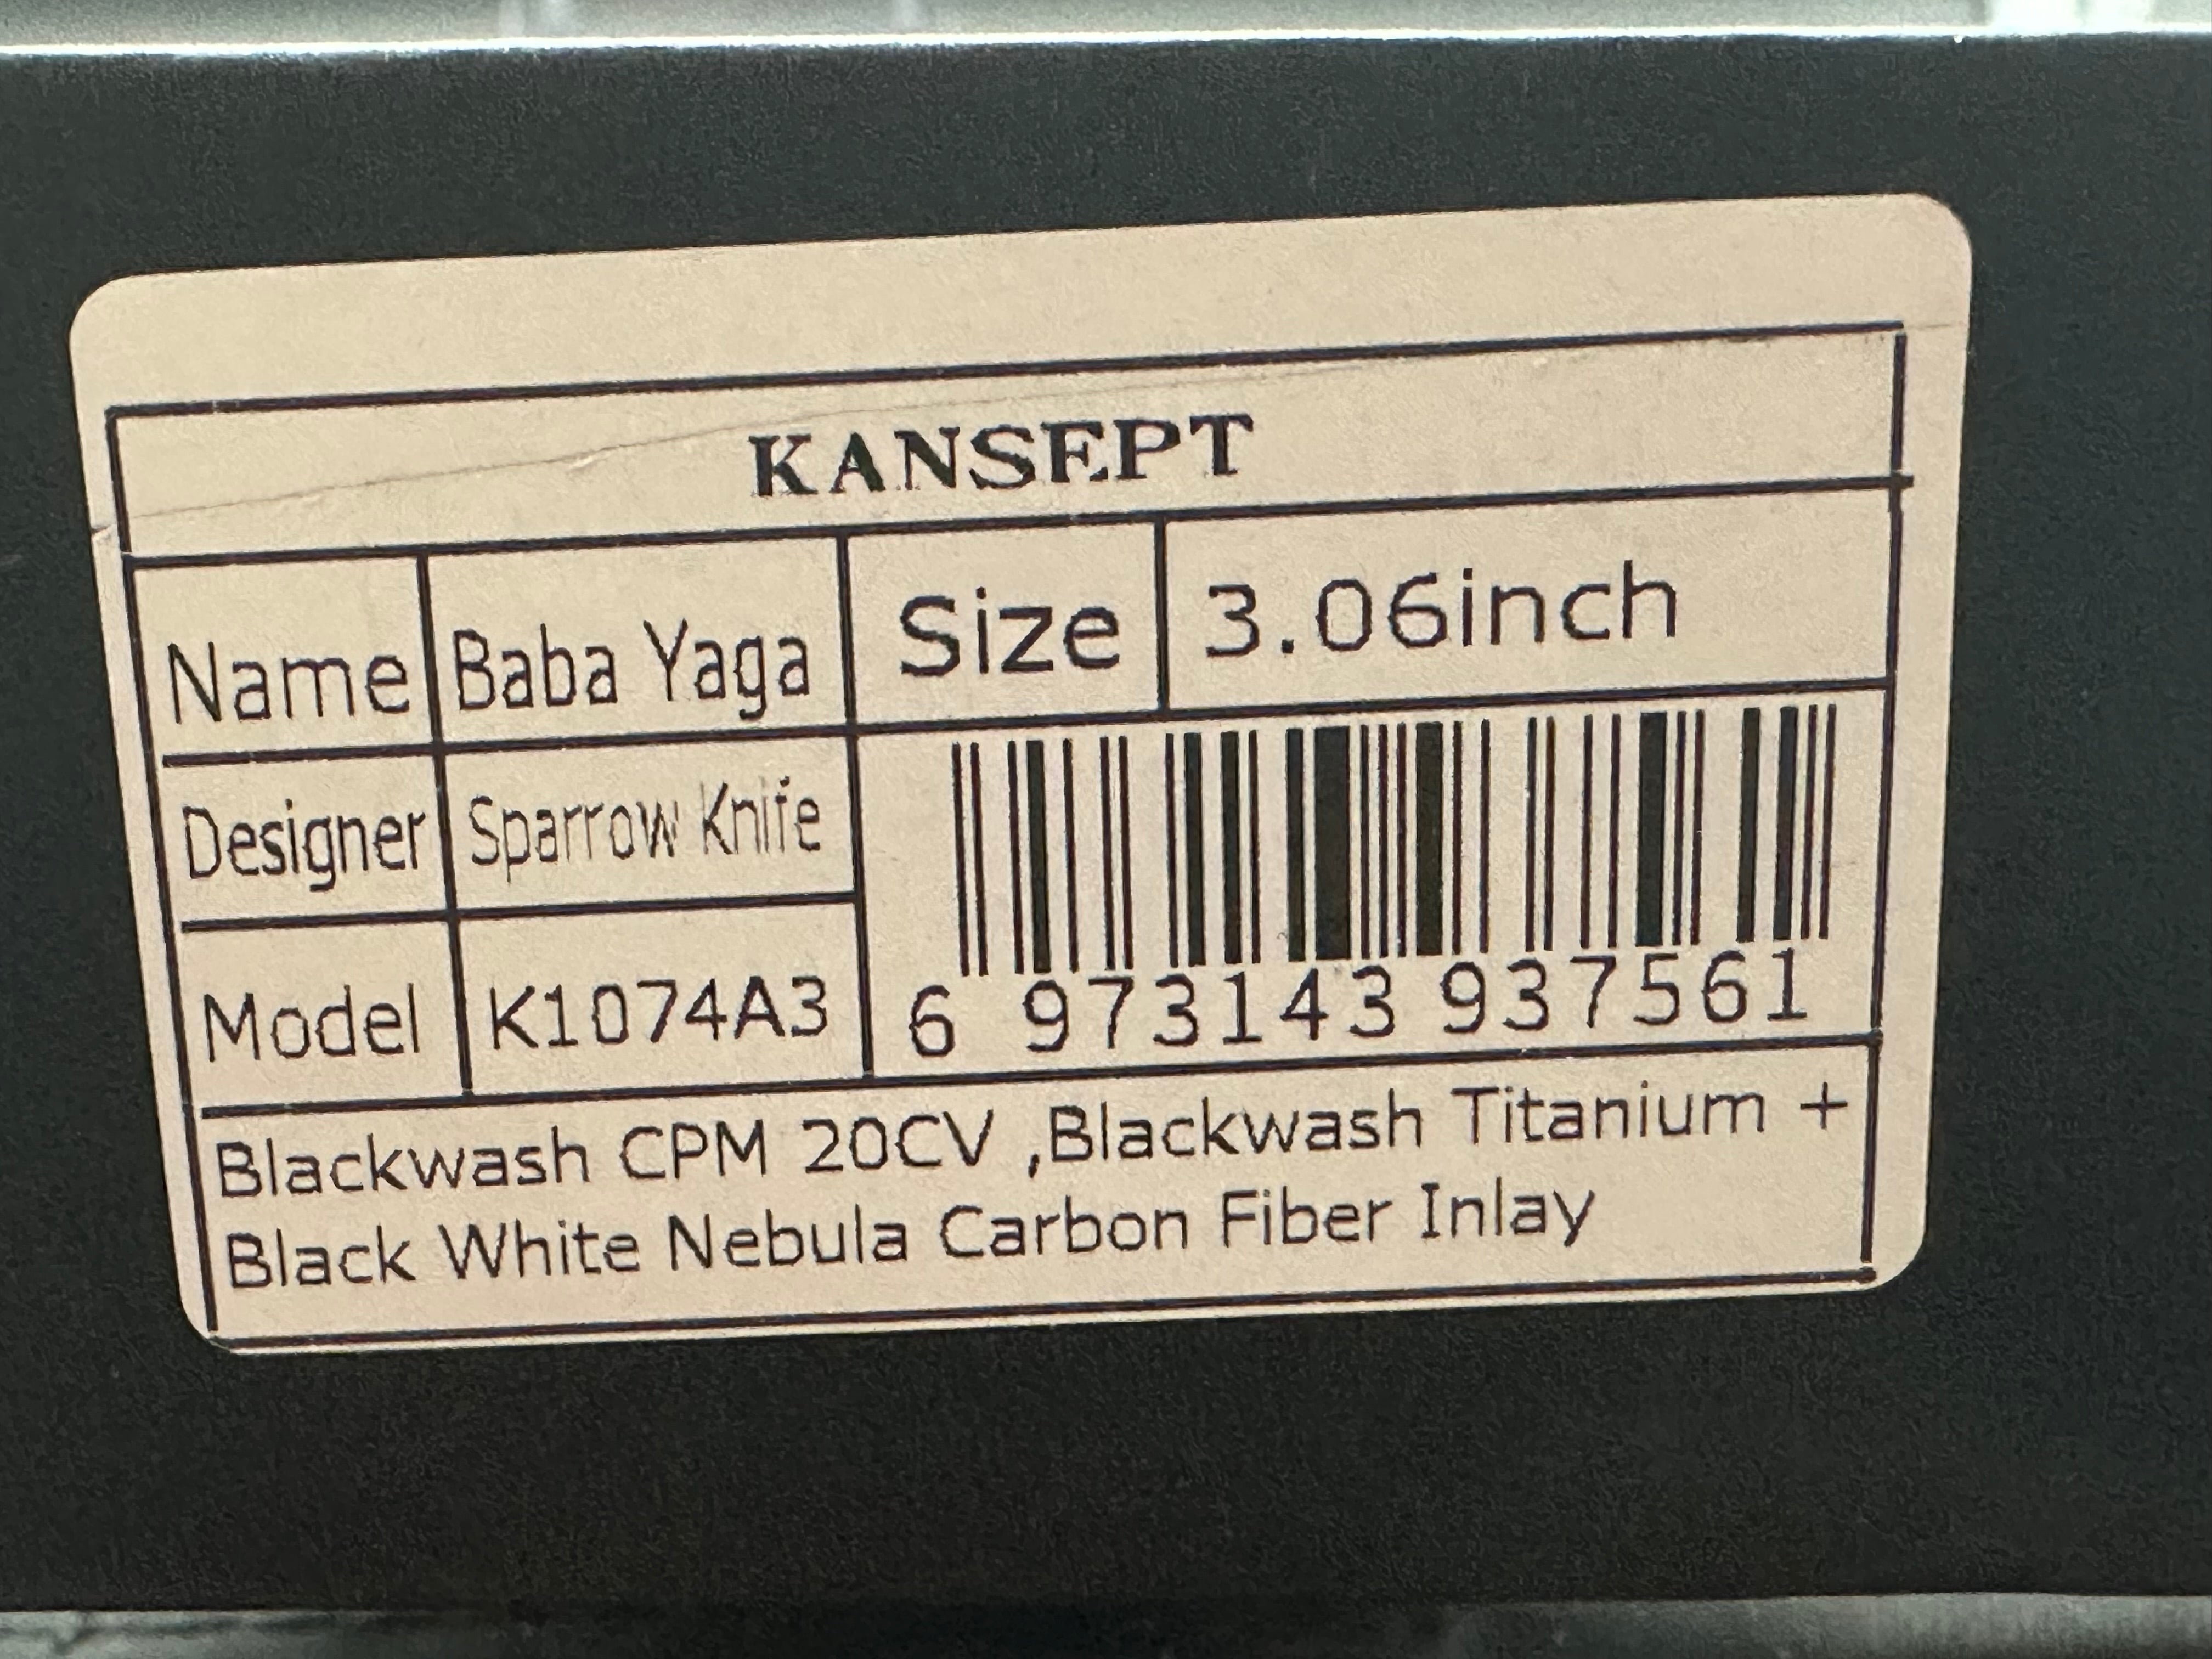 KANSEPT
Name Baba Yaga Size 3.06inch
Designer Sparrow Knife
Model K1074A3 6 973143 937561
Blackwash CPM 20CV ,Blackwash Titanium +
Black White Nebula Carbon Fiber Inlay